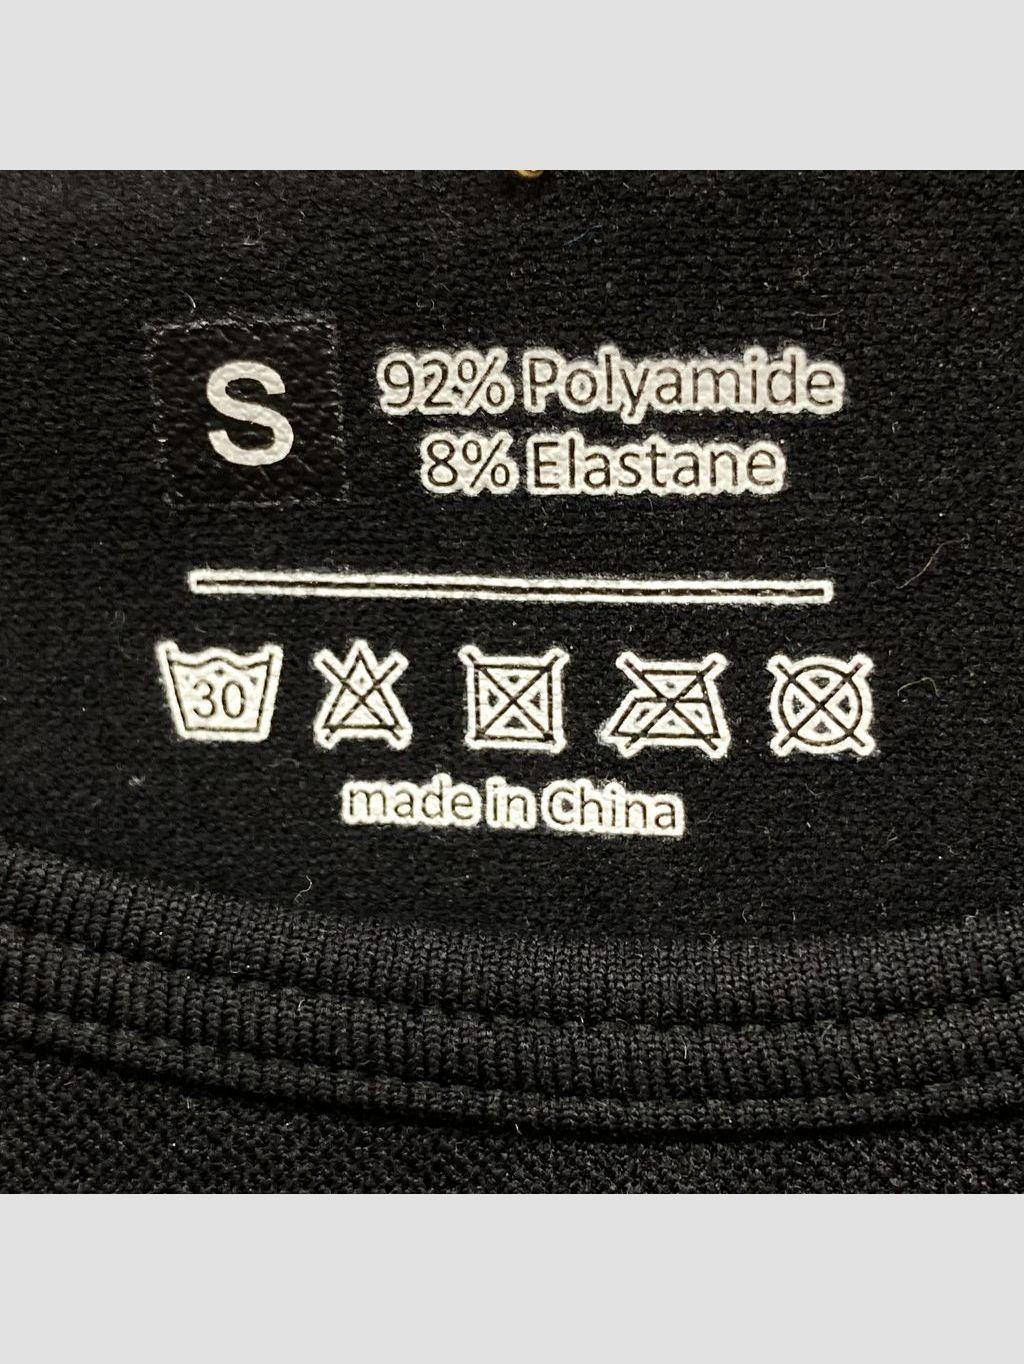 S
92% Polyamide
8% Elastane
30
made in China